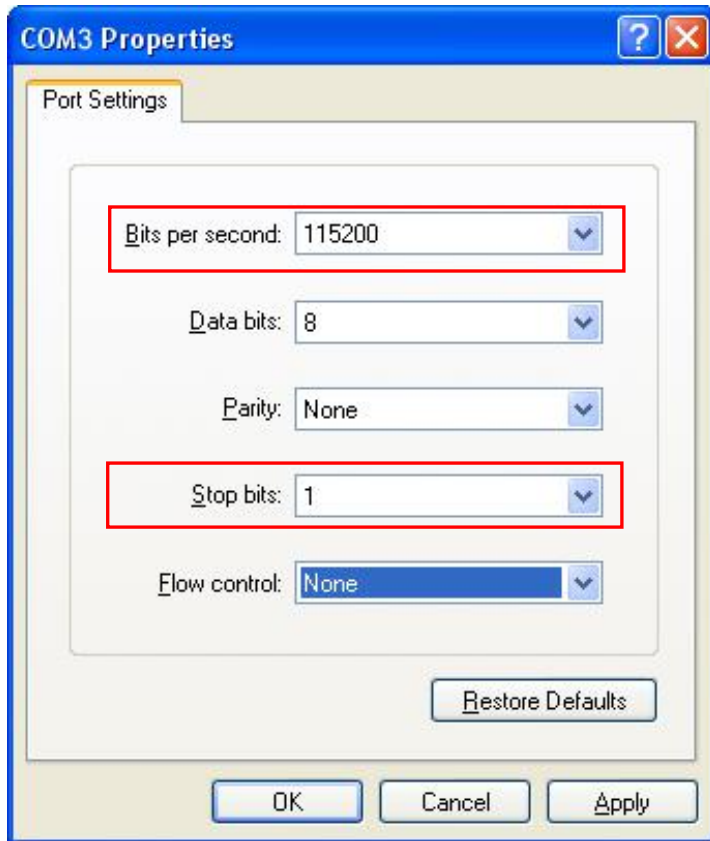 COM3 Properties
Port Settings
Bits per second: 115200
Data bits: 8
Parity: None
Stop bits: 1
Flow control: None
Restore Defaults
OK Cancel Apply